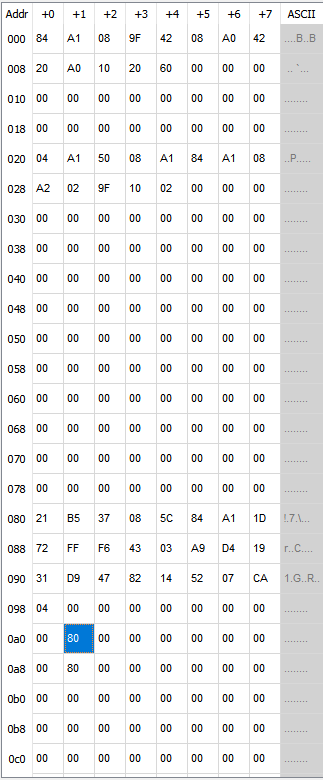 Addr +0 +1 +2 +3 +4 +5 +6 +7 ASCII
000 84 A1 08 9F 42 08 A0 42 ....B..B
008 20 A0 10 20 60 00 00 00 .. `...
010 00 00 00 00 00 00 00 00 ........
018 00 00 00 00 00 00 00 00 ........
020 04 A1 50 08 A1 84 A1 08 ..P.....
028 A2 02 9F 10 02 00 00 00 ........
030 00 00 00 00 00 00 00 00 ........
038 00 00 00 00 00 00 00 00 ........
040 00 00 00 00 00 00 00 00 ........
048 00 00 00 00 00 00 00 00 ........
050 00 00 00 00 00 00 00 00 ........
058 00 00 00 00 00 00 00 00 ........
060 00 00 00 00 00 00 00 00 ........
068 00 00 00 00 00 00 00 00 ........
070 00 00 00 00 00 00 00 00 ........
078 00 00 00 00 00 00 00 00 ........
080 21 B5 37 08 5C 84 A1 1D !.7.\...
088 72 FF F6 43 03 A9 D4 19 r..C....
090 31 D9 47 82 14 52 07 CA 1.G..R..
098 04 00 00 00 00 00 00 00 ........
0a0 00 80 00 00 00 00 00 00 ........
0a8 00 80 00 00 00 00 00 00 ........
0b0 00 00 00 00 00 00 00 00 ........
0b8 00 00 00 00 00 00 00 00 ........
0c0 00 00 00 00 00 00 00 00 ........